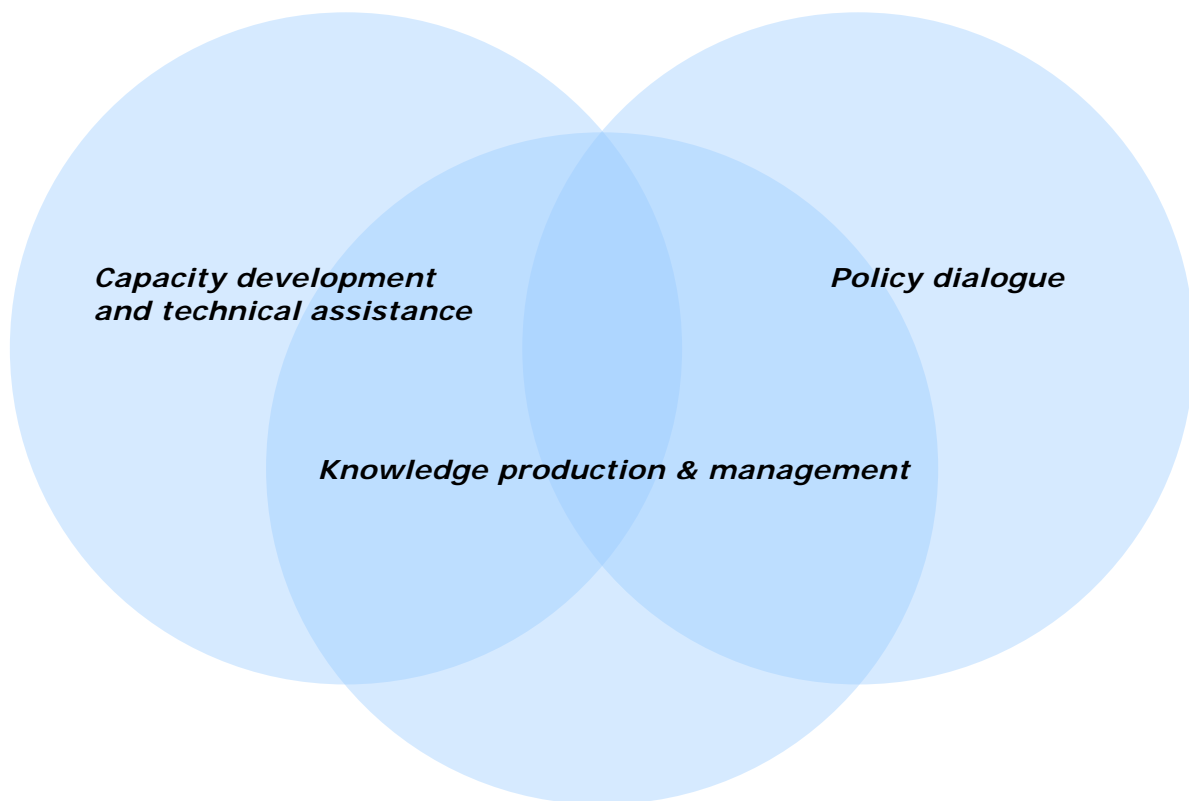 Capacity development
and technical assistance
Policy dialogue
Knowledge production & management